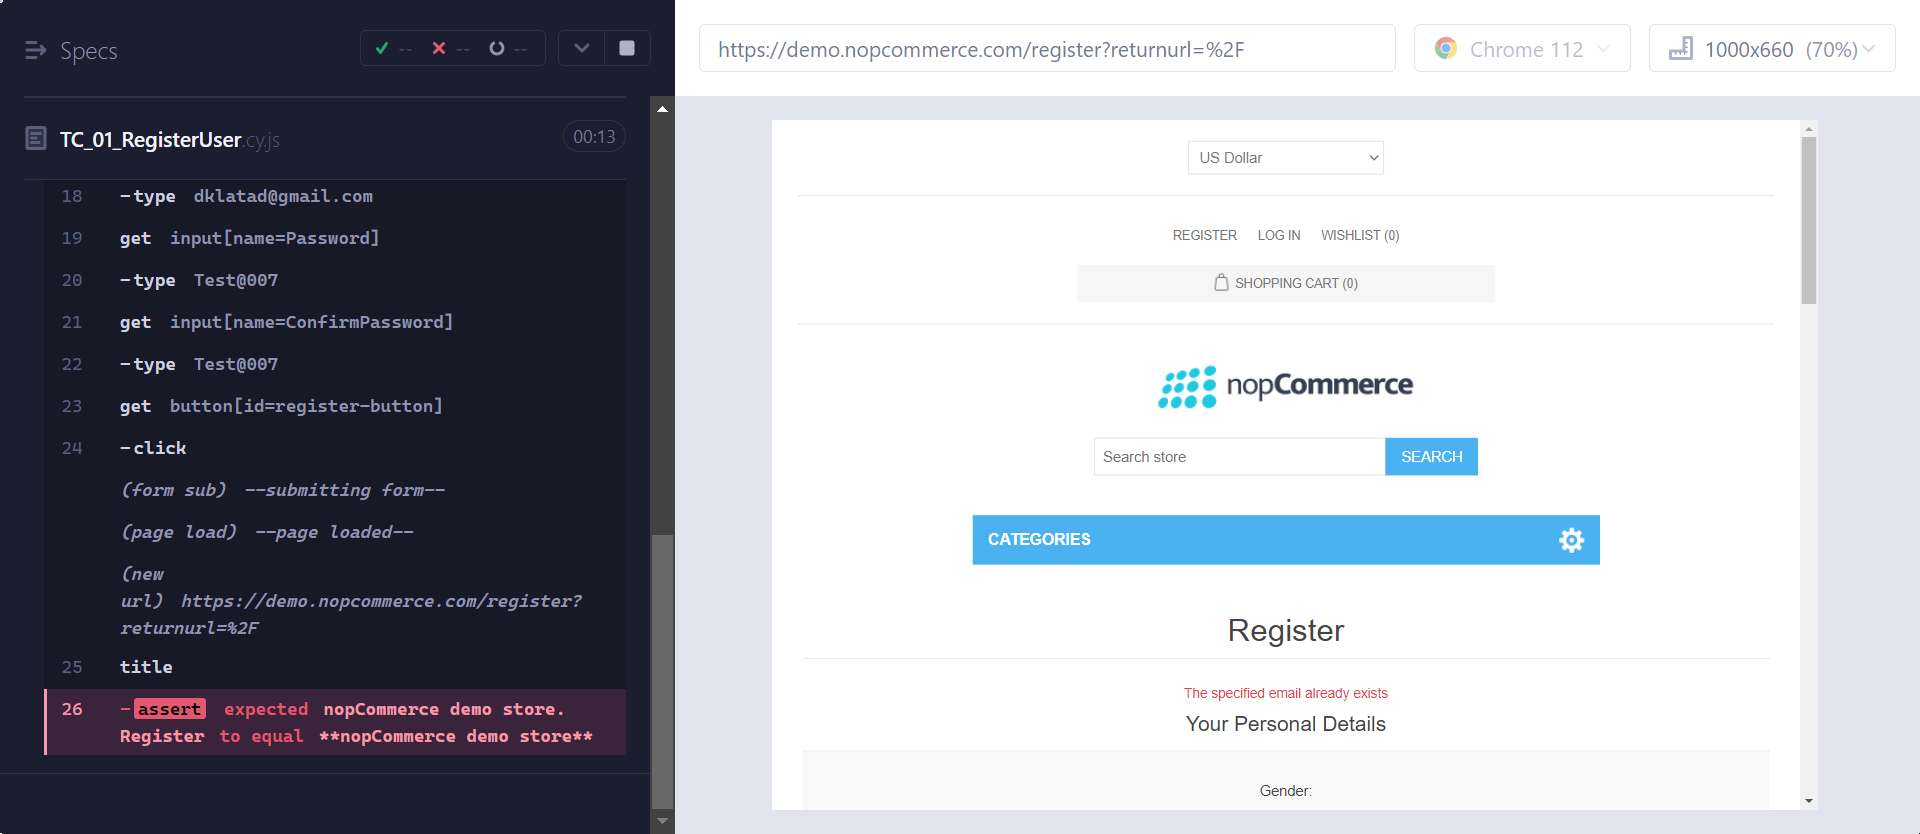 Specs
-- -- --
TC_01_RegisterUser.cy.js 00:13
18 -type dklatad@gmail.com
19 get input[name=Password]
20 -type Test@007
21 get input[name=ConfirmPassword]
22 -type Test@007
23 get button[id=register-button]
24 -click
(form sub) --submitting form--
(page load) --page loaded--
(new
url) https://demo.nopcommerce.com/register?
returnurl=%2F
25 title
26 -assert expected nopCommerce demo store.
Register to equal **nopCommerce demo store**
https://demo.nopcommerce.com/register?returnurl=%2F
Chrome 112
1000x660 (70%)
US Dollar
REGISTER LOG IN WISHLIST (0)
SHOPPING CART (0)
nopCommerce
Search store SEARCH
CATEGORIES
Register
The specified email already exists
Your Personal Details
Gender: